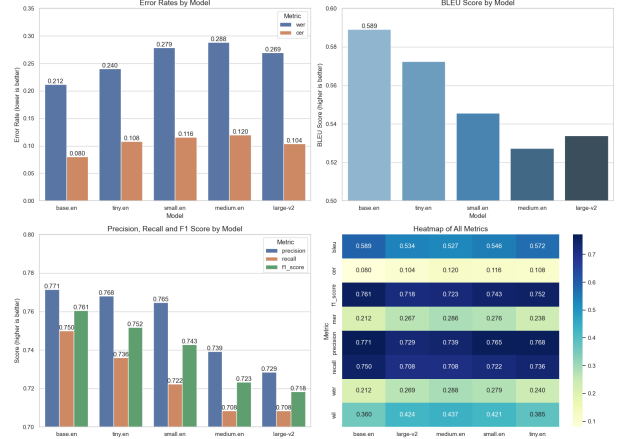 Error Rates by Model
Metric
wer
cer
0.35
0.30
0.25
0.20
0.15
0.10
0.05
0.00
Error Rate (lower is better)
0.212
0.080
0.240
0.108
0.279
0.116
0.288
0.120
0.269
0.104
base.en
tiny.en
small.en
medium.en
large-v2
Model
BLEU Score by Model
0.60
0.58
0.56
0.54
0.52
0.50
BLEU Score (higher is better)
0.589
base.en
tiny.en
small.en
medium.en
large-v2
Model
Precision, Recall and F1 Score by Model
Metric
precision
recall
f1_score
0.80
0.78
0.76
0.74
0.72
0.70
Score (higher is better)
0.771
0.750
0.761
0.768
0.736
0.752
0.765
0.722
0.743
0.739
0.708
0.723
0.729
0.708
0.718
base.en
tiny.en
small.en
medium.en
large-v2
Heatmap of All Metrics
Metric
bleu 0.589 0.534 0.527 0.546 0.572
cer 0.080 0.104 0.120 0.116 0.108
f1_score 0.761 0.718 0.723 0.743 0.752
mer 0.212 0.267 0.286 0.276 0.238
precision 0.771 0.729 0.739 0.765 0.768
recall 0.750 0.708 0.708 0.722 0.736
wer 0.212 0.269 0.288 0.279 0.240
wil 0.360 0.424 0.437 0.421 0.385
base.en large-v2 medium.en small.en tiny.en
0.7
0.6
0.5
0.4
0.3
0.2
0.1